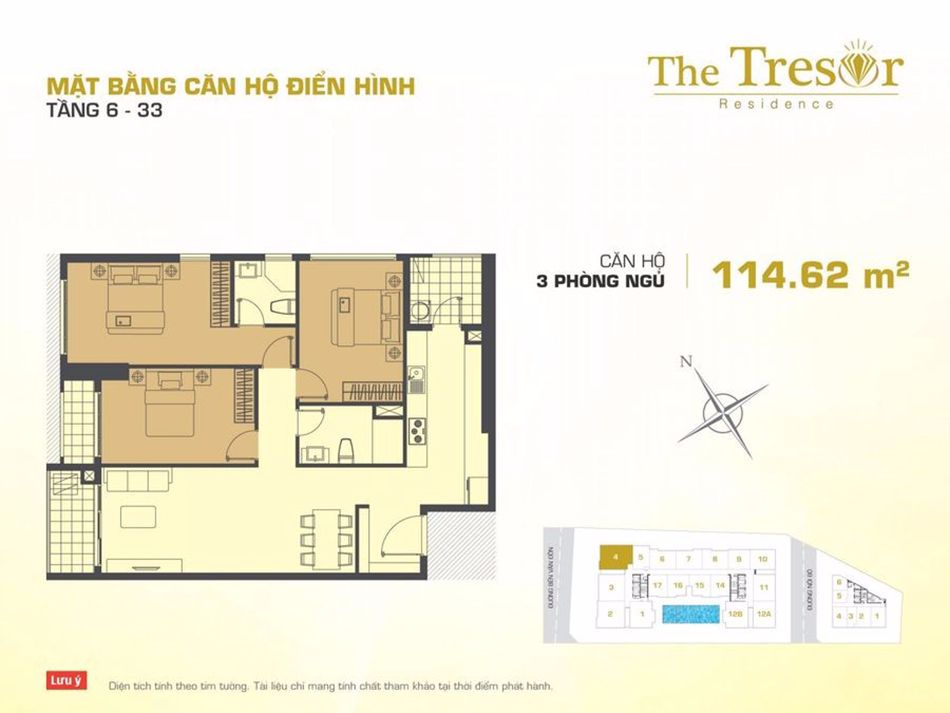 MẶT BẰNG CĂN HỘ ĐIỂN HÌNH
TẦNG 6 - 33
The Tresor
Residence
CĂN HỘ
3 PHÒNG NGỦ
114.62 m²
N
ĐƯỜNG BẾN VÂN ĐỒN
4 5 6 7 8 9 10
3 17 16 15 14 11
2 1 12B 12A
ĐƯỜNG NỘI BỘ
6
5
4 3 2 1
Lưu ý
Diện tích tính theo tim tường. Tài liệu chỉ mang tính chất tham khảo tại thời điểm phát hành.